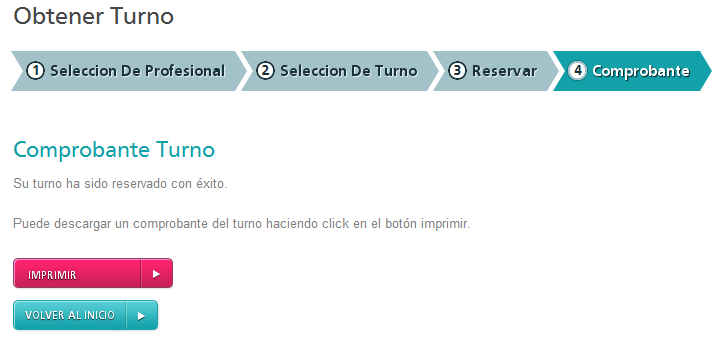 Obtener Turno
1 Seleccion De Profesional 2 Seleccion De Turno 3 Reservar 4 Comprobante
Comprobante Turno
Su turno ha sido reservado con éxito.
Puede descargar un comprobante del turno haciendo click en el botón imprimir.
IMPRIMIR
VOLVER AL INICIO